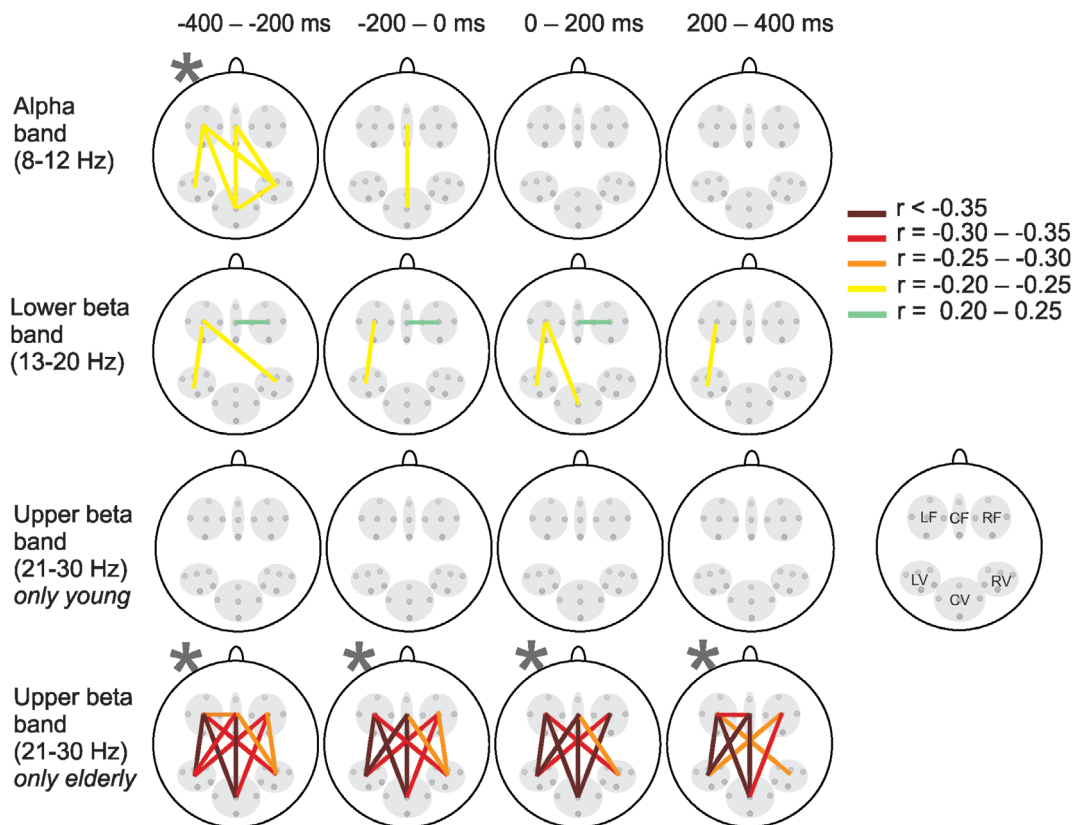 -400 – -200 ms
-200 – 0 ms
0 – 200 ms
200 – 400 ms
*
Alpha
band
(8-12 Hz)
r < -0.35
r = -0.30 – -0.35
r = -0.25 – -0.30
r = -0.20 – -0.25
r = 0.20 – 0.25
Lower beta
band
(13-20 Hz)
Upper beta
band
(21-30 Hz)
only young
LF CF RF
LV RV
CV
* * * *
Upper beta
band
(21-30 Hz)
only elderly